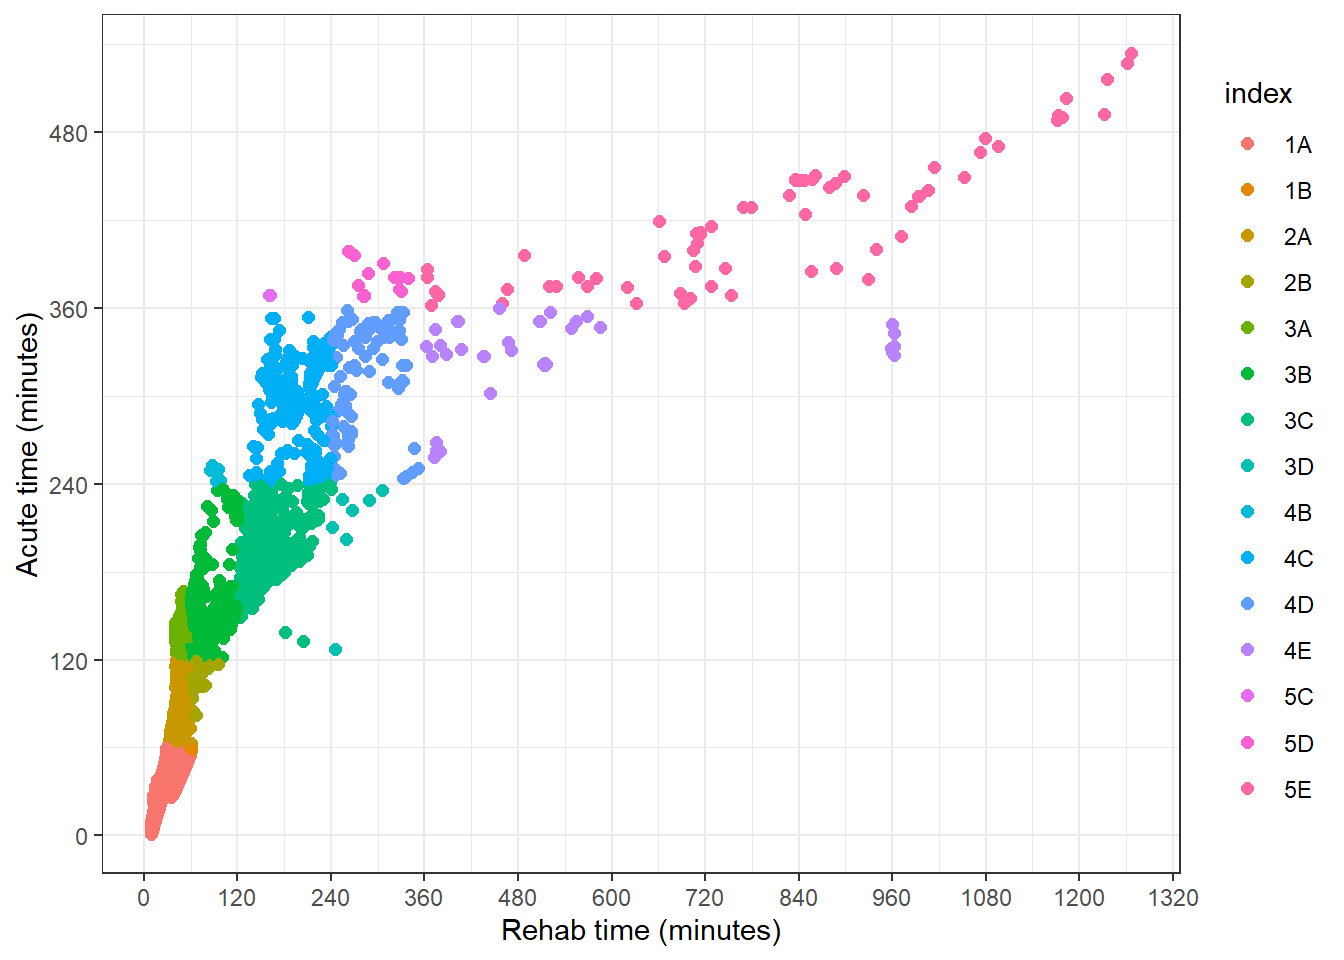 index
1A
1B
2A
2B
3A
3B
3C
3D
4B
4C
4D
4E
5C
5D
5E
Acute time (minutes)
480
360
240
120
0
0 120 240 360 480 600 720 840 960 1080 1200 1320
Rehab time (minutes)